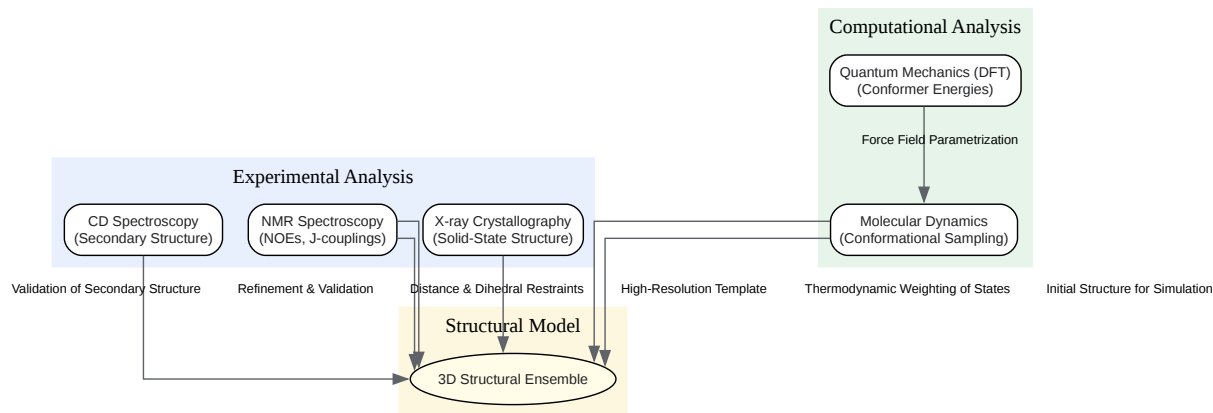 Computational Analysis
Quantum Mechanics (DFT)
(Conformer Energies)
Force Field Parametrization
Experimental Analysis
CD Spectroscopy
(Secondary Structure)
NMR Spectroscopy
(NOEs, J-couplings)
X-ray Crystallography
(Solid-State Structure)
Molecular Dynamics
(Conformational Sampling)
Validation of Secondary Structure
Refinement & Validation
Distance & Dihedral Restraints
High-Resolution Template
Thermodynamic Weighting of States
Initial Structure for Simulation
Structural Model
3D Structural Ensemble